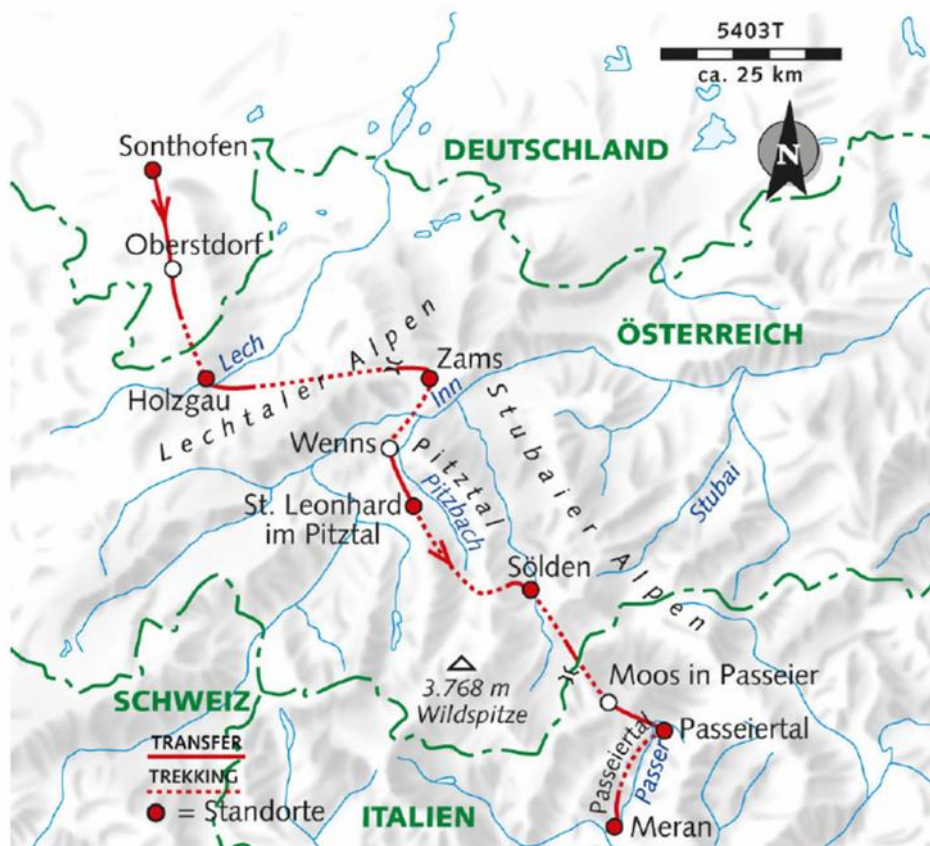 5403T
ca. 25 km
N
Sonthofen
DEUTSCHLAND
Oberstdorf
ÖSTERREICH
Lech
Zams
Holzgau
Lechtaler Alpen
Inn
Stubaier Alpen
Wenns
Pitztal
Pitzbach
Stubai
St. Leonhard
im Pitztal
Sölden
Moos in Passeier
3.768 m
Wildspitze
SCHWEIZ
TRANSFER
Passeiertal
Passeiertal
Passer
TREKKING
= Standorte
ITALIEN
Meran